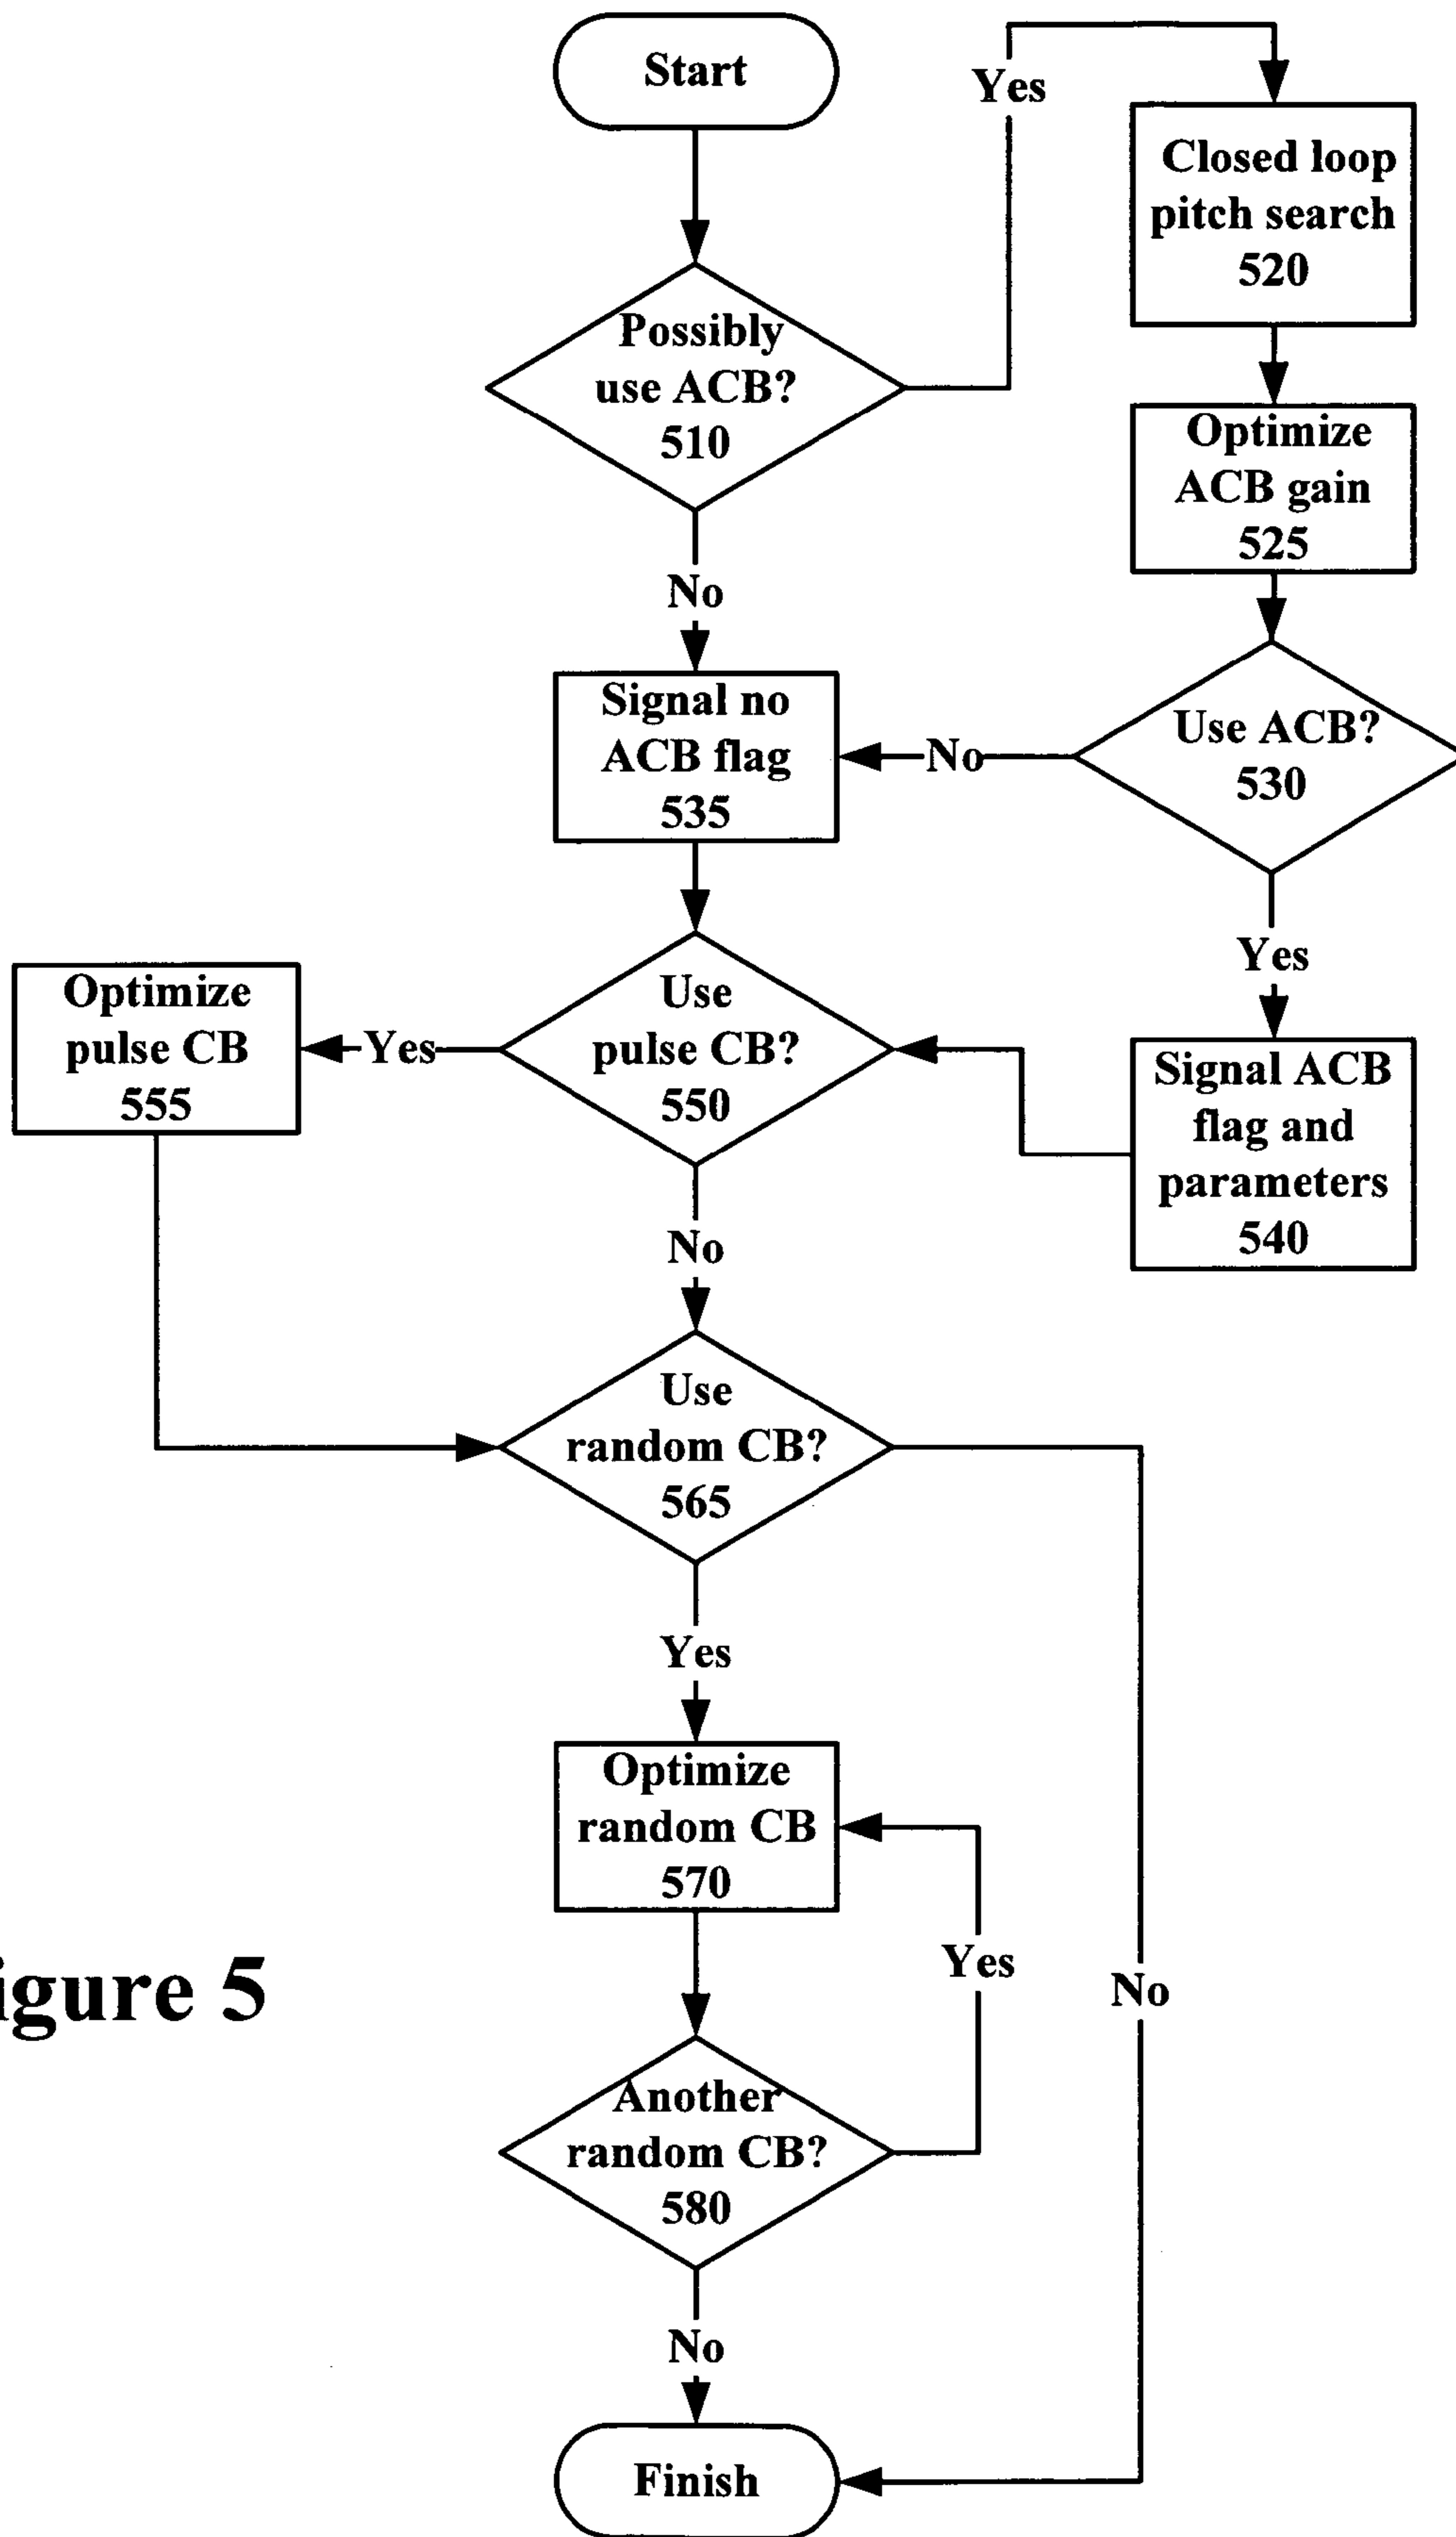 Start
Yes
Closed loop
pitch search
520
Possibly
use ACB?
510
Optimize
ACB gain
525
No
Signal no
ACB flag
535
No
Use ACB?
530
Yes
Optimize
pulse CB
555
Yes
Use
pulse CB?
550
Signal ACB
flag and
parameters
540
No
Use
random CB?
565
Yes
Optimize
random CB
570
Yes
No
igure 5
Another
random CB?
580
No
Finish